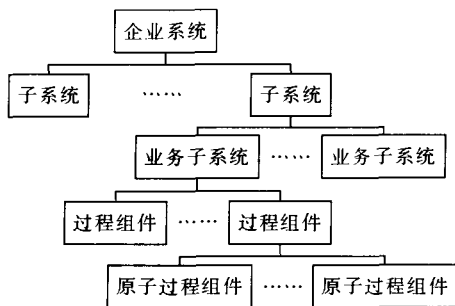 企业系统
子系统 …… 子系统
业务子系统 …… 业务子系统
过程组件 …… 过程组件
原子过程组件 …… 原子过程组件